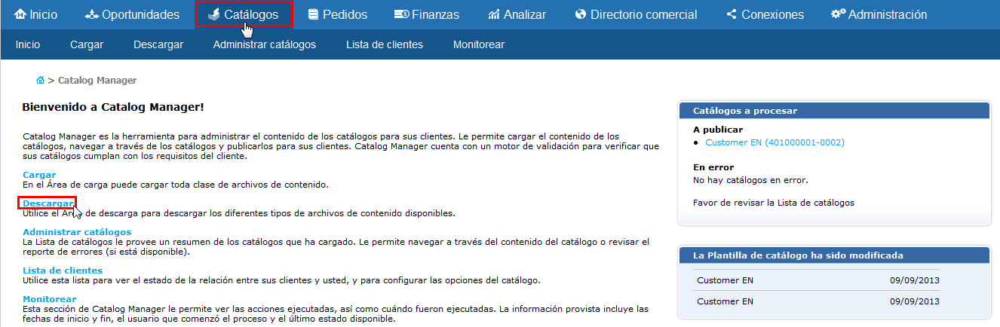 Inicio Oportunidades Catálogos Pedidos Finanzas Analizar Directorio comercial Conexiones Administración
Inicio Cargar Descargar Administrar catálogos Lista de clientes Monitorear
> Catalog Manager
Bienvenido a Catalog Manager!
Catalog Manager es la herramienta para administrar el contenido de los catálogos para sus clientes. Le permite cargar el contenido de los
catálogos, navegar a través de los catálogos y publicarlos para sus clientes. Catalog Manager cuenta con un motor de validación para verificar que
sus catálogos cumplan con los requisitos del cliente.
Cargar
En el Área de carga puede cargar toda clase de archivos de contenido.
Descargar
Utilice el Área de descarga para descargar los diferentes tipos de archivos de contenido disponibles.
Administrar catálogos
La Lista de catálogos le provee un resumen de los catálogos que ha cargado. Le permite navegar a través del contenido del catálogo o revisar el
reporte de errores (si está disponible).
Lista de clientes
Utilice esta lista para ver el estado de la relación entre sus clientes y usted, y para configurar las opciones del catálogo.
Monitorear
Esta sección de Catalog Manager le permite ver las acciones ejecutadas, así como cuándo fueron ejecutadas. La información provista incluye las
fechas de inicio y fin, el usuario que comenzó el proceso y el último estado disponible.
Catálogos a procesar
A publicar
● Customer EN (401000001-0002)
En error
No hay catálogos en error.
Favor de revisar la Lista de catálogos
La Plantilla de catálogo ha sido modificada
Customer EN 09/09/2013
Customer EN 09/09/2013